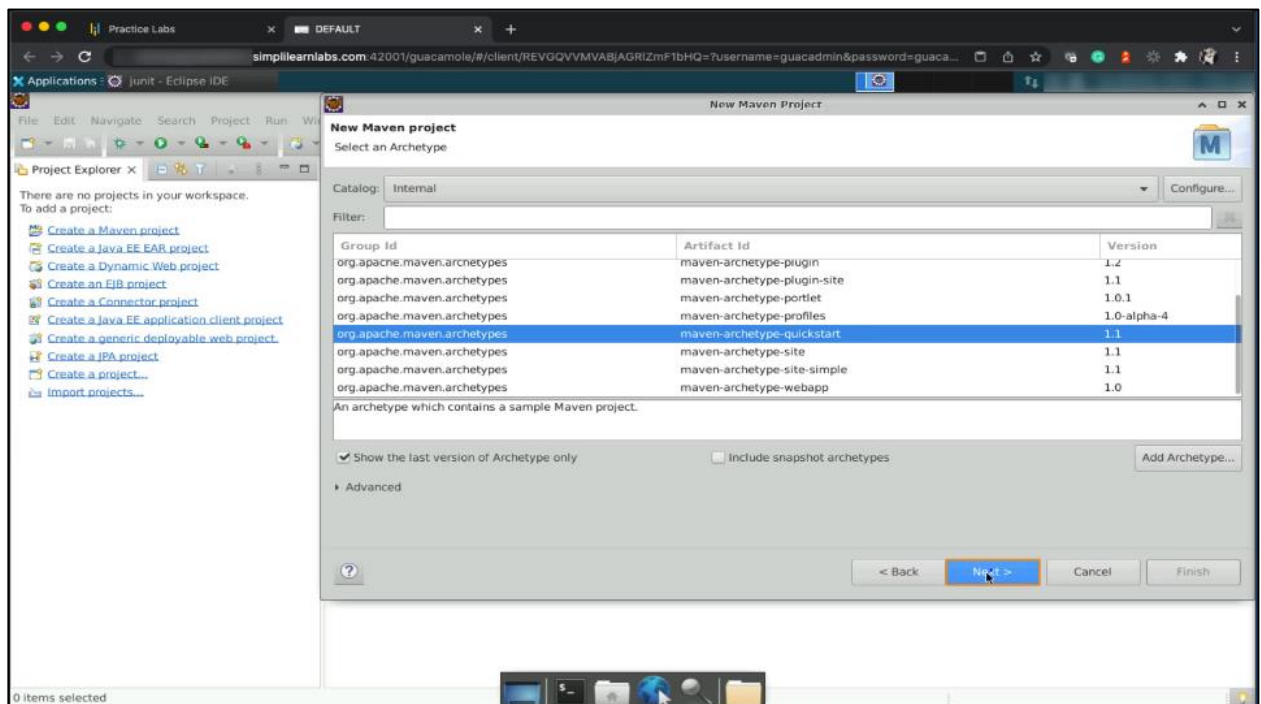 Practice Labs
DEFAULT
simplilearnlabs.com:42001/guacamole/#/client/REVGQVVMVABjAGRlZmF1bHQ=?username=guacadmin&password=guaca...
Applications junit - Eclipse IDE
New Maven Project
File Edit Navigate Search Project Run
New Maven project
Select an Archetype
M
Project Explorer
There are no projects in your workspace.
To add a project:
Create a Maven project
Create a Java EE EAR project
Create a Dynamic Web project
Create an EJB project
Create a Connector project
Create a Java EE application client project
Create a generic deployable web project.
Create a JPA project
Create a project...
Import projects...
Catalog: Internal Configure...
Filter:
Group Id Artifact Id Version
org.apache.maven.archetypes maven-archetype-plugin 1.2
org.apache.maven.archetypes maven-archetype-plugin-site 1.1
org.apache.maven.archetypes maven-archetype-portlet 1.0.1
org.apache.maven.archetypes maven-archetype-profiles 1.0-alpha-4
org.apache.maven.archetypes maven-archetype-quickstart 1.1
org.apache.maven.archetypes maven-archetype-site 1.1
org.apache.maven.archetypes maven-archetype-site-simple 1.1
org.apache.maven.archetypes maven-archetype-webapp 1.0
An archetype which contains a sample Maven project.
Show the last version of Archetype only Include snapshot archetypes Add Archetype...
Advanced
? < Back Next > Cancel Finish
0 items selected